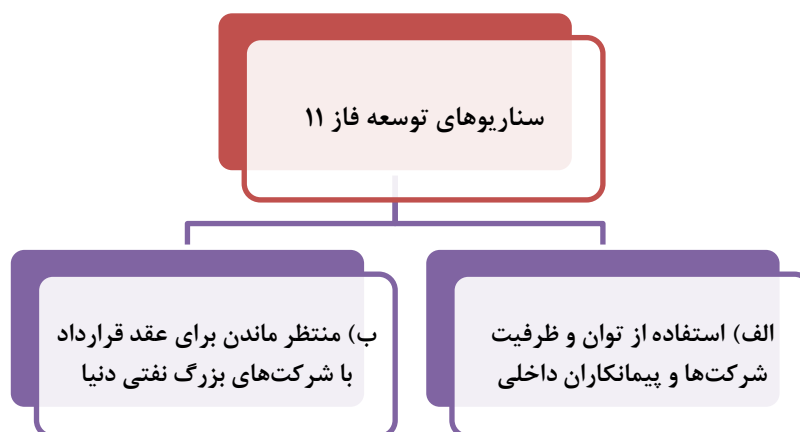 سناریوهای توسعه فاز ۱۱
الف) استفاده از توان و ظرفیت
شرکت‌ها و پیمانکاران داخلی
ب) منتظر ماندن برای عقد قرارداد
با شرکت‌های بزرگ نفتی دنیا